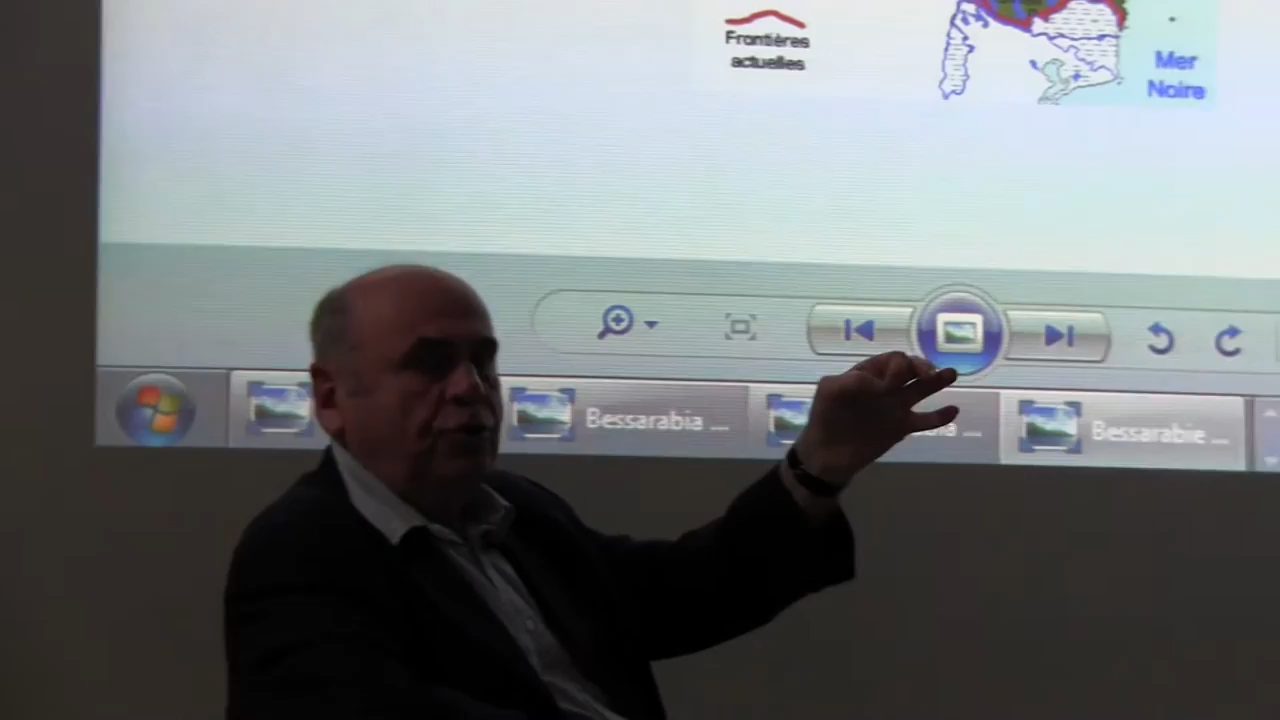 Frontières
actuelles
Mer
Noire
Bessarabia ...
Bessarabie ...